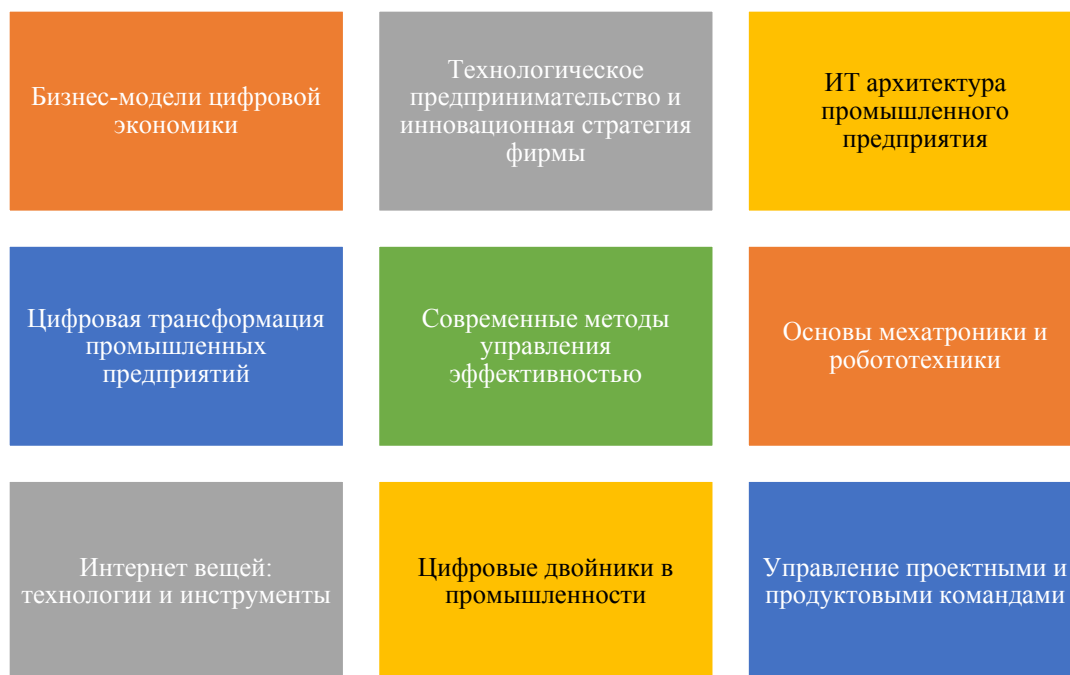 Бизнес-модели цифровой
экономики
Технологическое
предпринимательство и
инновационная стратегия
фирмы
ИТ архитектура
промышленного
предприятия
Цифровая трансформация
промышленных
предприятий
Современные методы
управления
эффективностью
Основы мехатроники и
робототехники
Интернет вещей:
технологии и инструменты
Цифровые двойники в
промышленности
Управление проектными и
продуктовыми командами